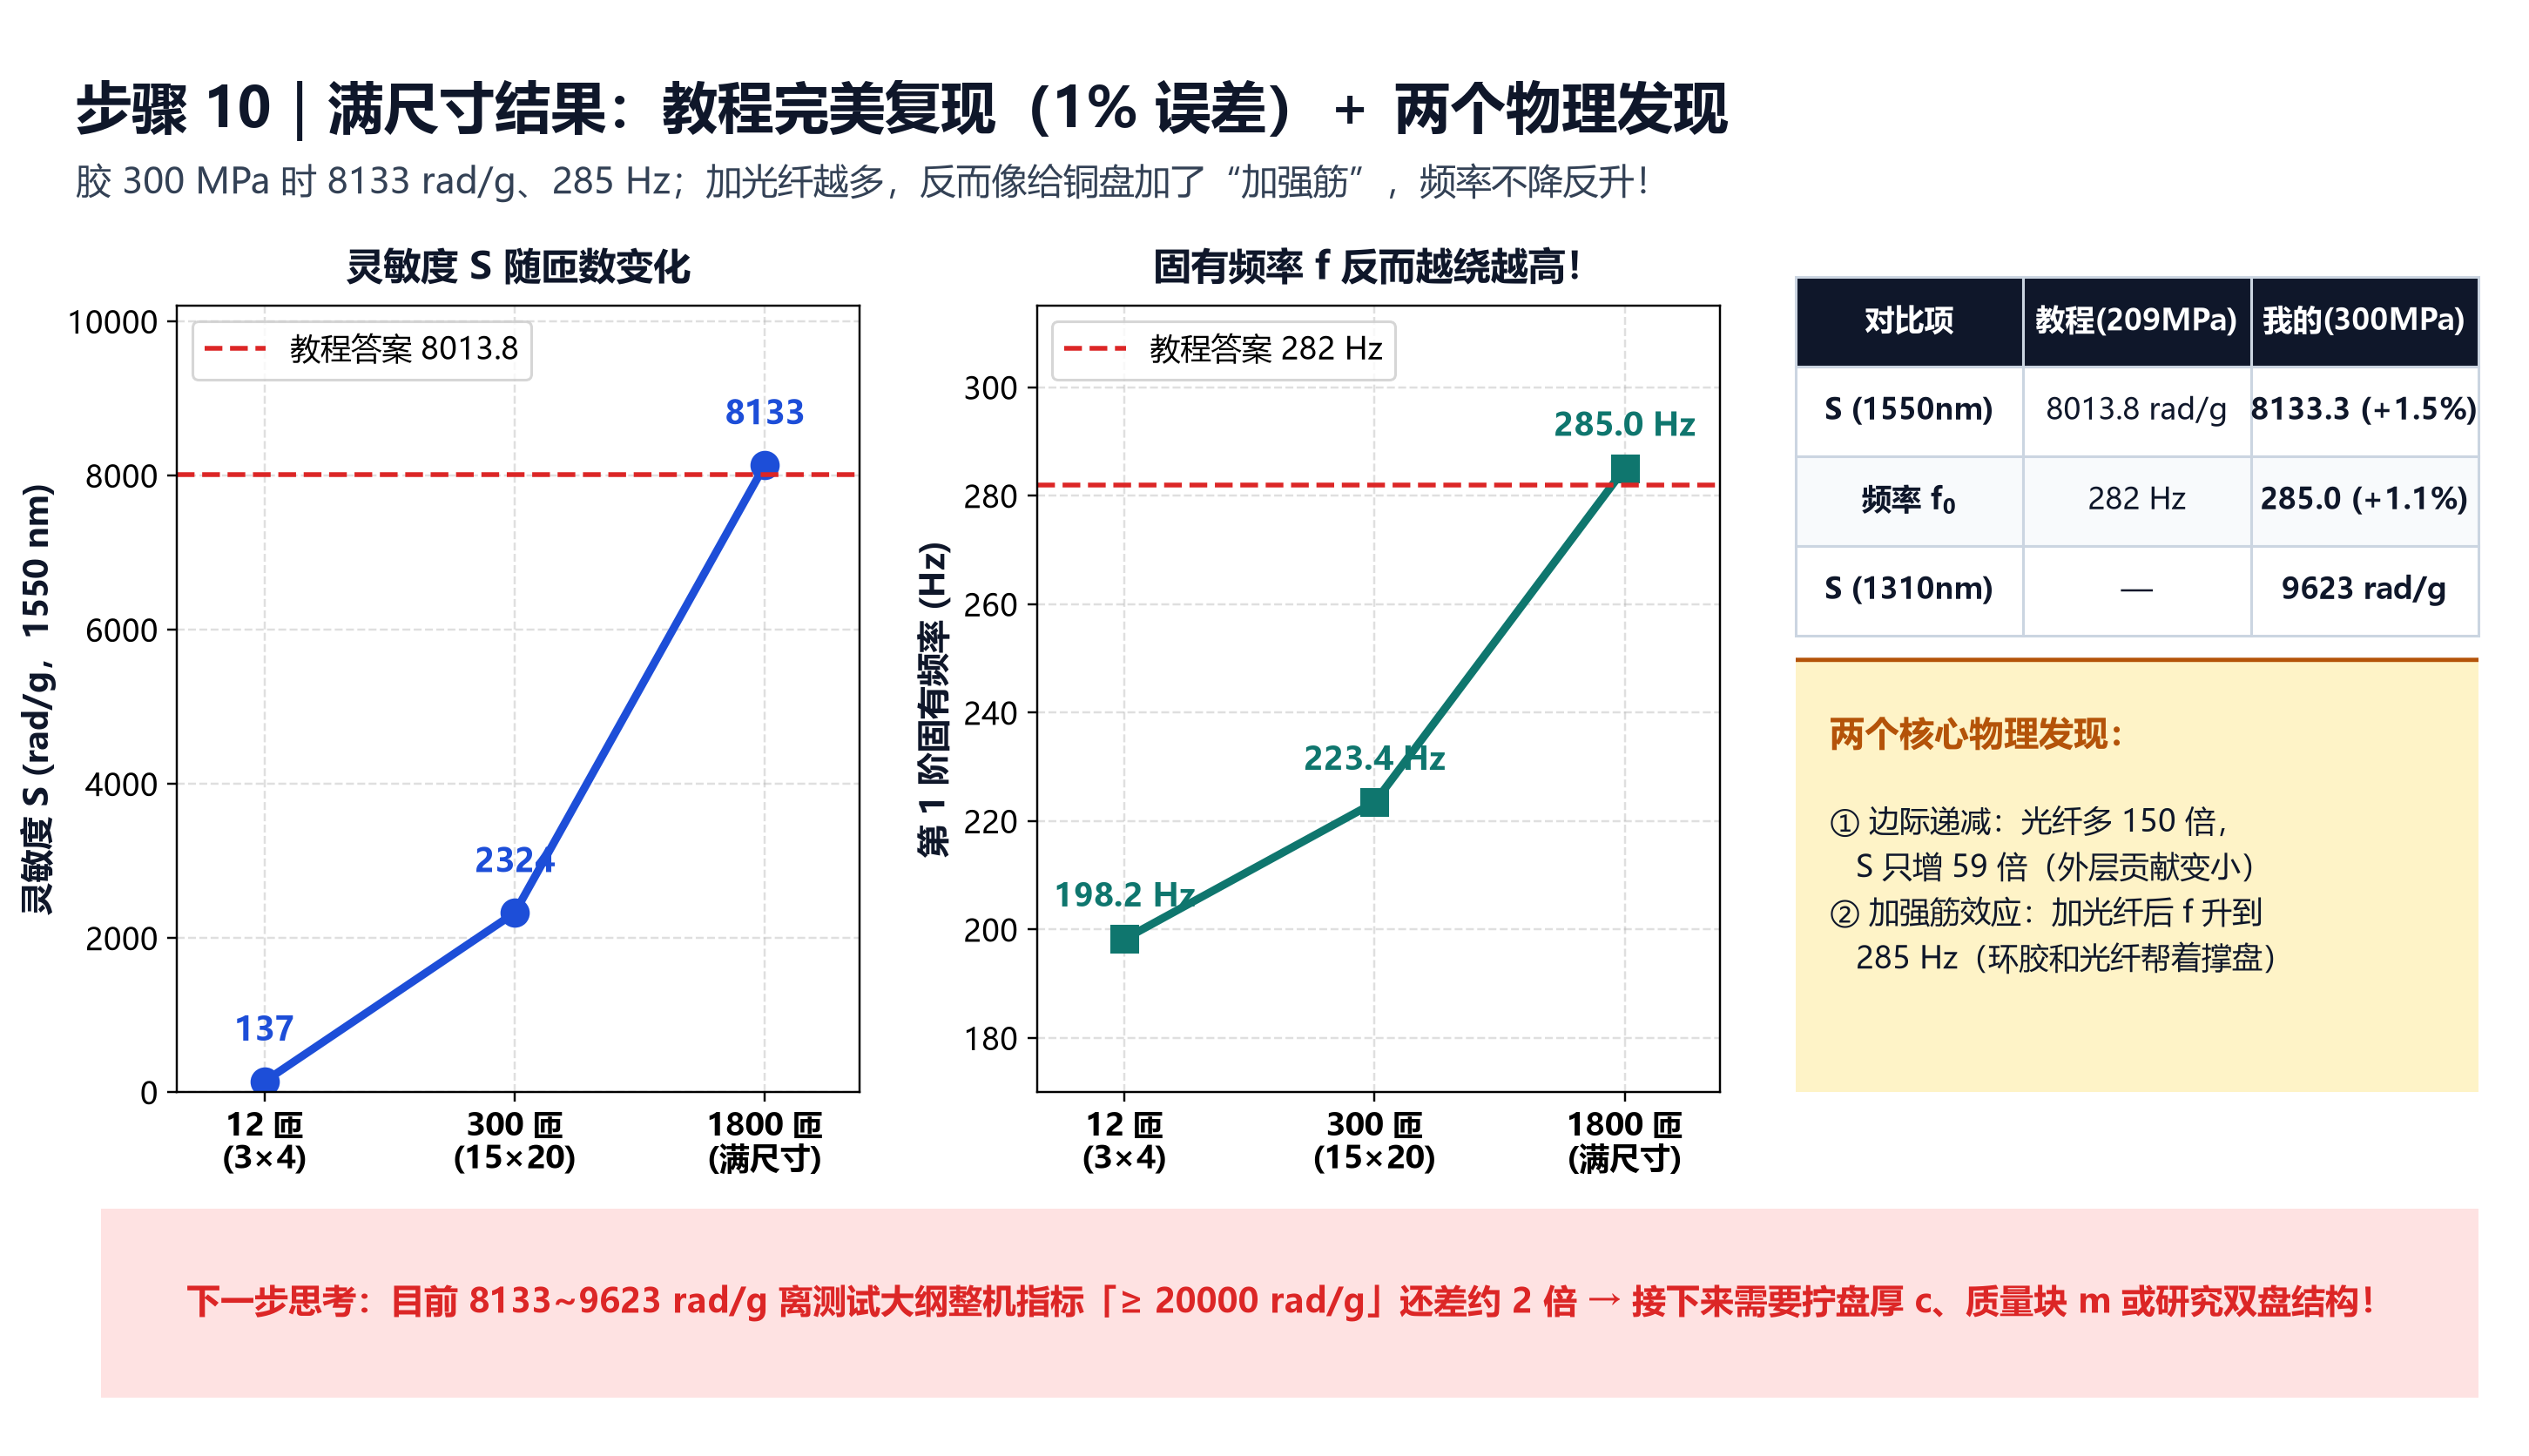 步骤 10 | 满尺寸结果：教程完美复现（1% 误差）+ 两个物理发现
胶 300 MPa 时 8133 rad/g、285 Hz；加光纤越多，反而像给铜盘加了“加强筋”，频率不降反升！
灵敏度 S 随匝数变化
灵敏度 S (rad/g，1550 nm)
10000
8000
6000
4000
2000
0
教程答案 8013.8
8133
2324
137
12 匝
(3×4)
300 匝
(15×20)
1800 匝
(满尺寸)
固有频率 f 反而越绕越高！
第 1 阶固有频率 (Hz)
300
280
260
240
220
200
180
教程答案 282 Hz
285.0 Hz
223.4 Hz
198.2 Hz
12 匝
(3×4)
300 匝
(15×20)
1800 匝
(满尺寸)
对比项 教程(209MPa) 我的(300MPa)
S (1550nm) 8013.8 rad/g 8133.3 (+1.5%)
频率 f₀ 282 Hz 285.0 (+1.1%)
S (1310nm) — 9623 rad/g
两个核心物理发现：
① 边际递减：光纤多 150 倍，
S 只增 59 倍（外层贡献变小）
② 加强筋效应：加光纤后 f 升到
285 Hz（环胶和光纤帮着撑盘）
下一步思考：目前 8133~9623 rad/g 离测试大纲整机指标「≥ 20000 rad/g」还差约 2 倍 → 接下来需要拧盘厚 c、质量块 m 或研究双盘结构！